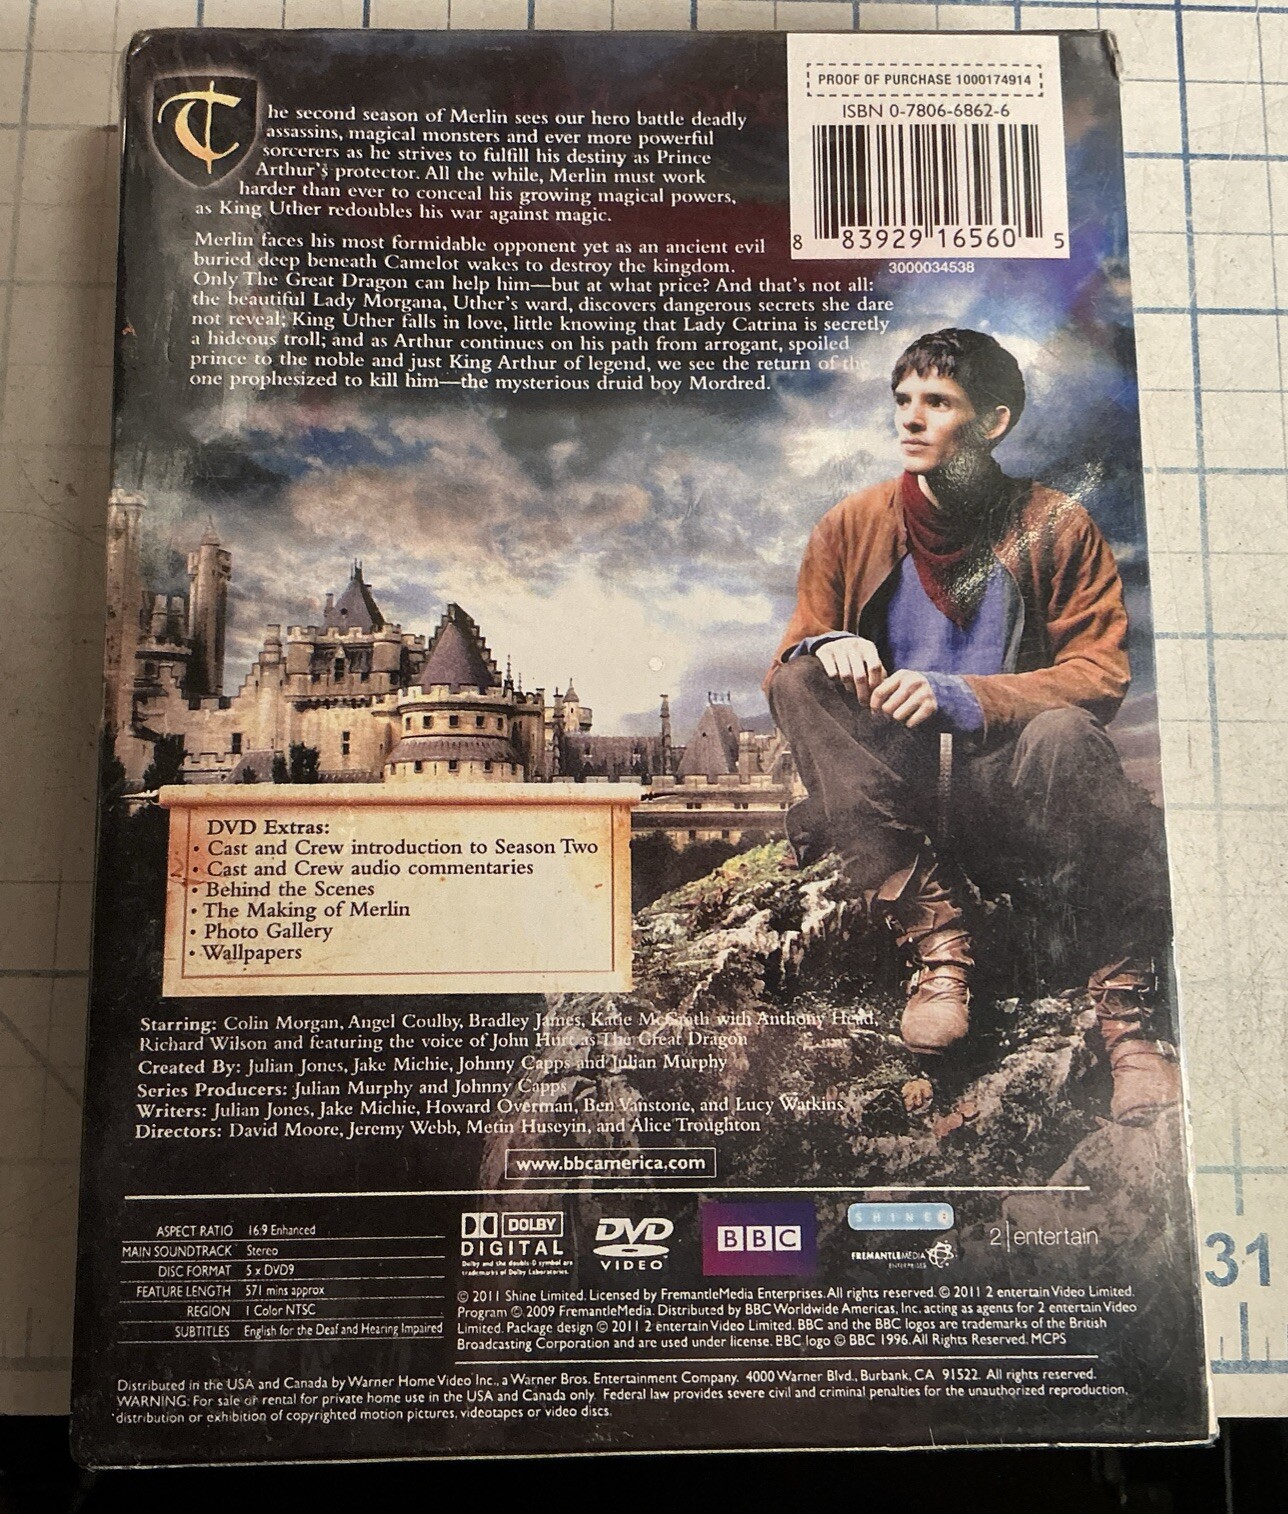 PROOF OF PURCHASE 1000174914
ISBN 0-7806-6862-6
8 83929 16560 5
3000034538
The second season of Merlin sees our hero battle deadly
assassins, magical monsters and ever more powerful
sorcerers as he strives to fulfill his destiny as Prince
Arthur's protector. All the while, Merlin must work
harder than ever to conceal his growing magical powers,
as King Uther redoubles his war against magic.
Merlin faces his most formidable opponent yet as an ancient evil
buried deep beneath Camelot wakes to destroy the kingdom.
Only The Great Dragon can help him—but at what price? And that's not all:
the beautiful Lady Morgana, Uther's ward, discovers dangerous secrets she dare
not reveal; King Uther falls in love, little knowing that Lady Catrina is secretly
a hideous troll; and as Arthur continues on his path from arrogant, spoiled
prince to the noble and just King Arthur of legend, we see the return of the
one prophesized to kill him—the mysterious druid boy Mordred.
DVD Extras:
• Cast and Crew introduction to Season Two
• Cast and Crew audio commentaries
• Behind the Scenes
• The Making of Merlin
• Photo Gallery
• Wallpapers
Starring: Colin Morgan, Angel Coulby, Bradley James, Katie McGrath with Anthony Head,
Richard Wilson and featuring the voice of John Hurt as The Great Dragon
Created By: Julian Jones, Jake Michie, Johnny Capps and Julian Murphy
Series Producers: Julian Murphy and Johnny Capps
Writers: Julian Jones, Jake Michie, Howard Overman, Ben Vanstone, and Lucy Watkins
Directors: David Moore, Jeremy Webb, Metin Huseyin, and Alice Troughton
www.bbcamerica.com
ASPECT RATIO 16:9 Enhanced
MAIN SOUNDTRACK Stereo
DISC FORMAT 5 x DVD9
FEATURE LENGTH 571 mins approx
REGION 1 Color NTSC
SUBTITLES English for the Deaf and Hearing Impaired
DOLBY
DIGITAL
Dolby and the double-D symbol are
trademarks of Dolby Laboratories.
DVD
VIDEO
BBC
SHINE
FREMANTLEMEDIA
ENTERPRISES
2|entertain
© 2011 Shine Limited. Licensed by FremantleMedia Enterprises. All rights reserved. © 2011 2 entertain Video Limited.
Program © 2009 FremantleMedia. Distributed by BBC Worldwide Americas, Inc. acting as agents for 2 entertain Video
Limited. Package design © 2011 2 entertain Video Limited. BBC and the BBC logos are trademarks of the British
Broadcasting Corporation and are used under license. BBC logo © BBC 1996. All Rights Reserved. MCPS
Distributed in the USA and Canada by Warner Home Video Inc., a Warner Bros. Entertainment Company. 4000 Warner Blvd., Burbank, CA 91522. All rights reserved.
WARNING: For sale or rental for private home use in the USA and Canada only. Federal law provides severe civil and criminal penalties for the unauthorized reproduction,
distribution or exhibition of copyrighted motion pictures, videotapes or video discs.
31